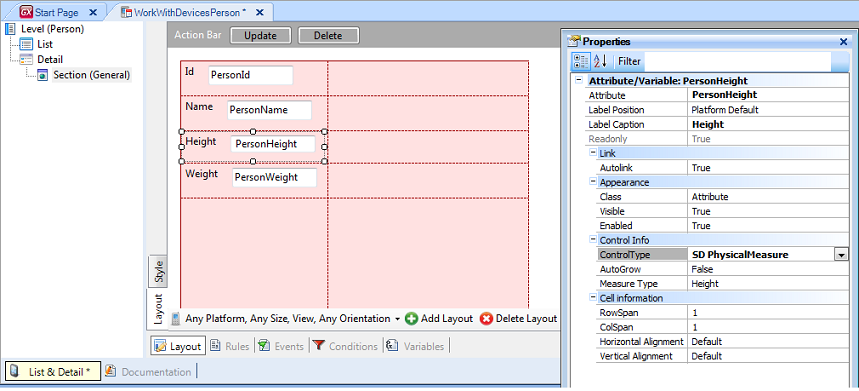 GX Start Page X WorkWithDevicesPerson * X
Level (Person)
List
Detail
Section (General)
Action Bar Update Delete
Id PersonId
Name PersonName
Height PersonHeight
Weight PersonWeight
Style
Layout
Any Platform, Any Size, View, Any Orientation Add Layout Delete Layout
Layout Rules Events Conditions Variables
List & Detail * Documentation
Properties
Filter
Attribute/Variable: PersonHeight
Attribute PersonHeight
Label Position Platform Default
Label Caption Height
Readonly True
Link
Autolink True
Appearance
Class Attribute
Visible True
Enabled True
Control Info
ControlType SD PhysicalMeasure
AutoGrow False
Measure Type Height
Cell information
RowSpan 1
ColSpan 1
Horizontal Alignment Default
Vertical Alignment Default